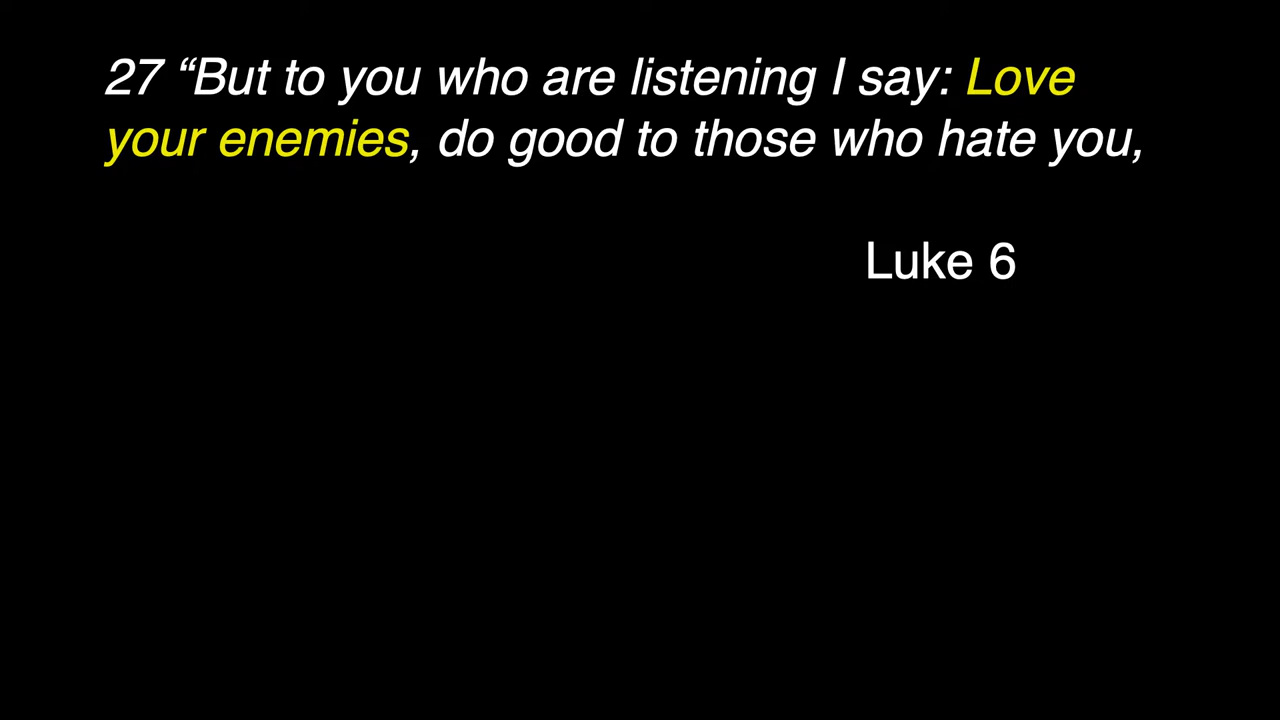 27 “But to you who are listening I say: Love
your enemies, do good to those who hate you,
Luke 6